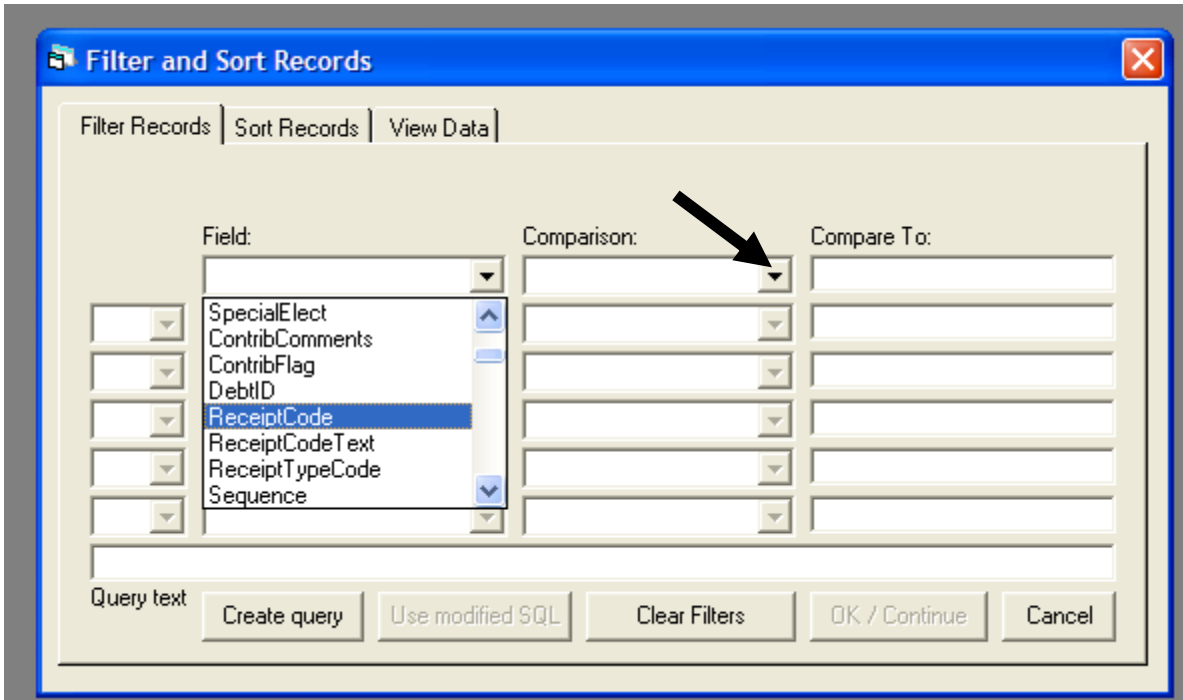 Filter and Sort Records
Filter Records Sort Records View Data
Field: Comparison: Compare To:
SpecialElect
ContribComments
ContribFlag
DebtID
ReceiptCode
ReceiptCodeText
ReceiptTypeCode
Sequence
Query text Create query Use modified SQL Clear Filters OK / Continue Cancel